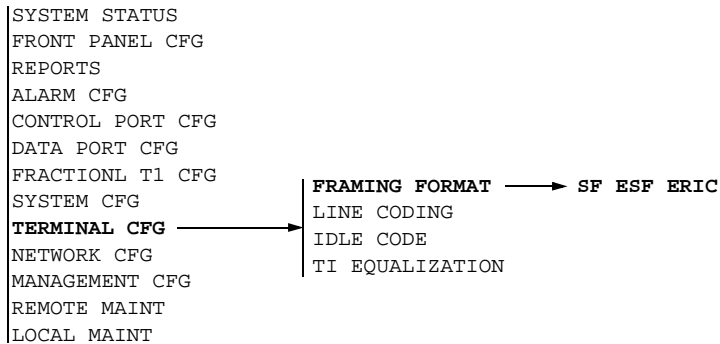 SYSTEM STATUS
FRONT PANEL CFG
REPORTS
ALARM CFG
CONTROL PORT CFG
DATA PORT CFG
FRACTIONL T1 CFG
SYSTEM CFG
TERMINAL CFG
NETWORK CFG
MANAGEMENT CFG
REMOTE MAINT
LOCAL MAINT
FRAMING FORMAT
LINE CODING
IDLE CODE
TI EQUALIZATION
SF ESF ERIC